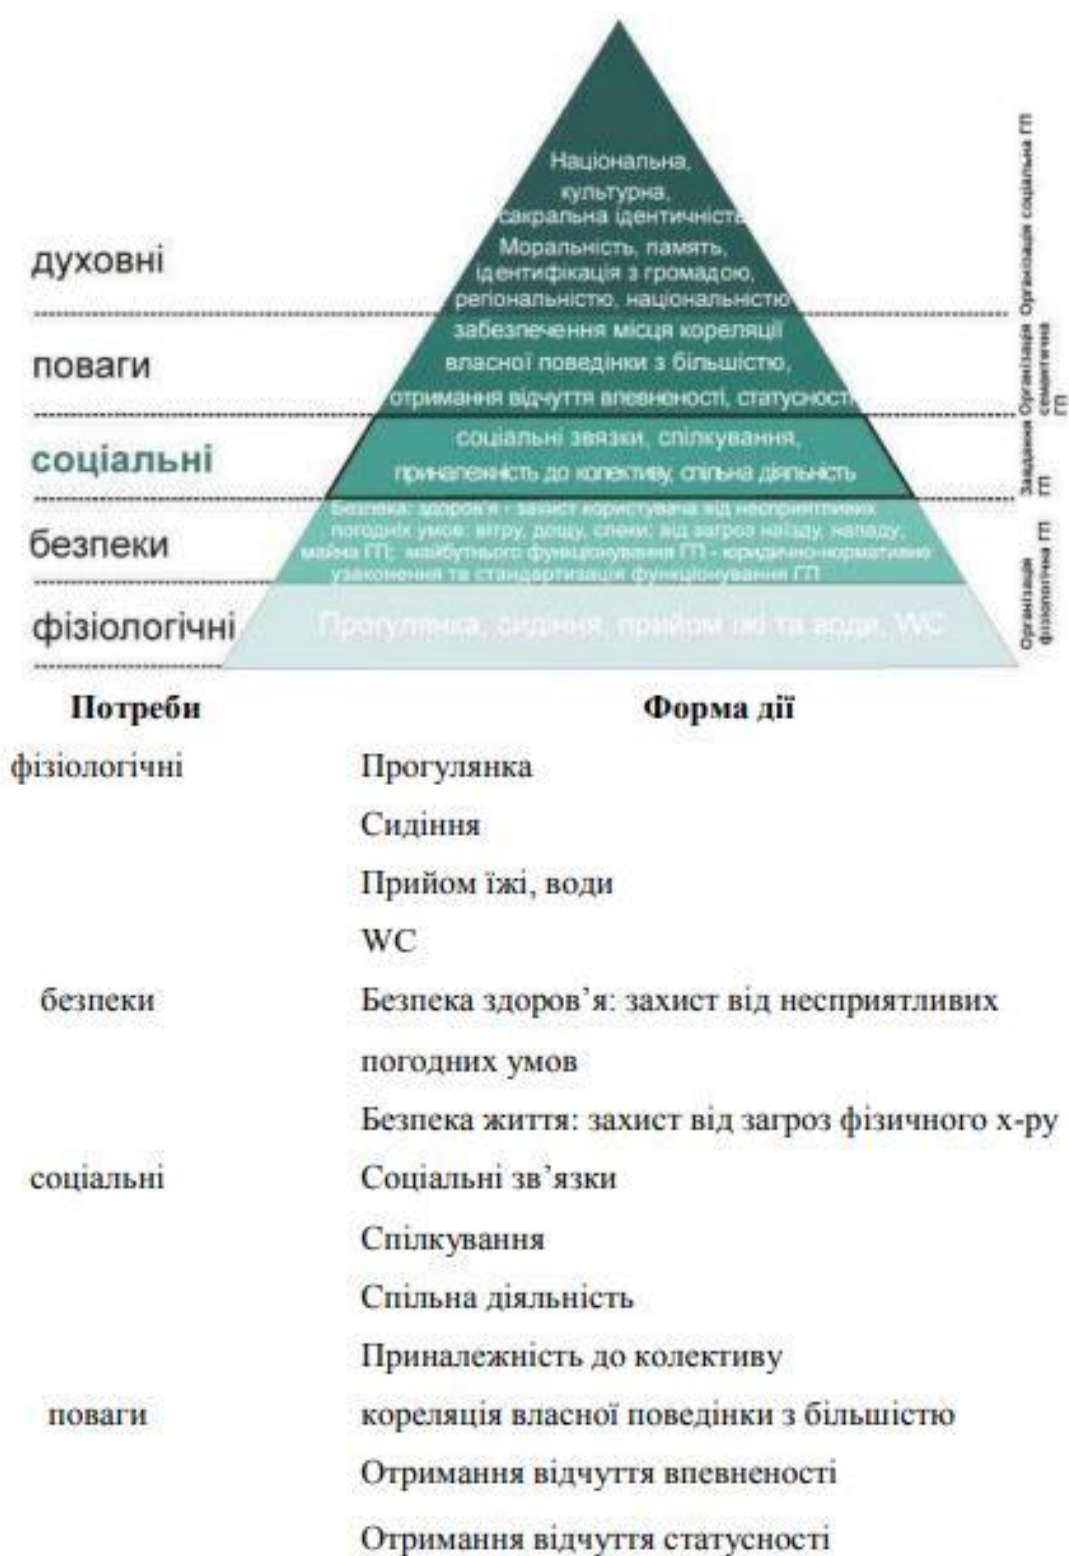 Національна,
культурна,
сакральна ідентичність
Моральність, память,
ідентифікація з громадою,
регіональністю, національністю
духовні
забезпечення місця кореляції
власної поведінки з більшістю,
отримання відчуття впевненості, статусності
поваги
соціальні звязки, спілкування,
приналежність до колективу, спільна діяльність
соціальні
Безпека: здоров'я - захист користувача від несприятливих
погодніх умов: вітру, дощу, спеки; від загроз наїзду, нападу;
майна ГП; майбутнього функціонування ГП - юридично-нормативне
узаконення та стандартизація функціонування ГП
безпеки
Прогулянка, сидіння, прийом їжі та води, WC
фізіологічні
Організація соціальна ГП
Організація
семантична
ГП
Завдання
ГП
Організація
фізіологічна ГП
Потреби Форма дії
фізіологічні Прогулянка
Сидіння
Прийом їжі, води
WC
безпеки Безпека здоров’я: захист від несприятливих
погодних умов
Безпека життя: захист від загроз фізичного х-ру
соціальні Соціальні зв’язки
Спілкування
Спільна діяльність
Приналежність до колективу
поваги кореляція власної поведінки з більшістю
Отримання відчуття впевненості
Отримання відчуття статусності